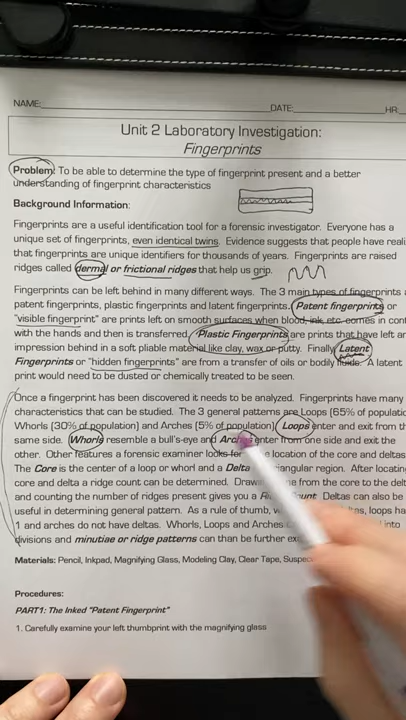 NAME: DATE: HR
Unit 2 Laboratory Investigation:
Fingerprints
Problem: To be able to determine the type of fingerprint present and a better
understanding of fingerprint characteristics
Background Information:
Fingerprints are a useful identification tool for a forensic investigator. Everyone has a
unique set of fingerprints, even identical twins. Evidence suggests that people have
that fingerprints are unique identifiers for thousands of years. Fingerprints are raised
ridges called dermal or frictional ridges that help us grip.
Fingerprints can be left behind in many different ways. The 3 main types of fingerprints
patent fingerprints, plastic fingerprints and latent fingerprints. Patent fingerprints or
"visible fingerprint" are prints left on smooth surfaces when blood, ink, etc. comes in
with the hands and then is transferred. Plastic Fingerprints are prints that have left an
impression behind in a soft pliable material like clay, wax or putty. Finally Latent
Fingerprints or "hidden fingerprints" are from a transfer of oils or bodily fluids. A latent
print would need to be dusted or chemically treated to be seen.
Once a fingerprint has been discovered it needs to be analyzed. Fingerprints have many
characteristics that can be studied. The 3 general patterns are Loops (65% of
Whorls (30% of population) and Arches (5% of population) Loops enter and exit from the
same side. Whorls resemble a bull's-eye and Arches enter from one side and exit the
other. Other features a forensic examiner looks for location of the core and deltas.
The Core is the center of a loop or whorl and a Delta triangular region. After
core and delta a ridge count can be determined. from the core to the
and counting the number of ridges present gives you a Deltas can also be
useful in determining general pattern. As a rule of thumb, loops
1 and arches do not have deltas. Whorls, Loops and Arches into
divisions and minutiae or ridge patterns can than be further
Materials: Pencil, Inkpad, Magnifying Glass, Modeling Clay, Clear Tape,
Procedures:
PART1: The Inked "Patent Fingerprint"
1. Carefully examine your left thumbprint with the magnifying glass